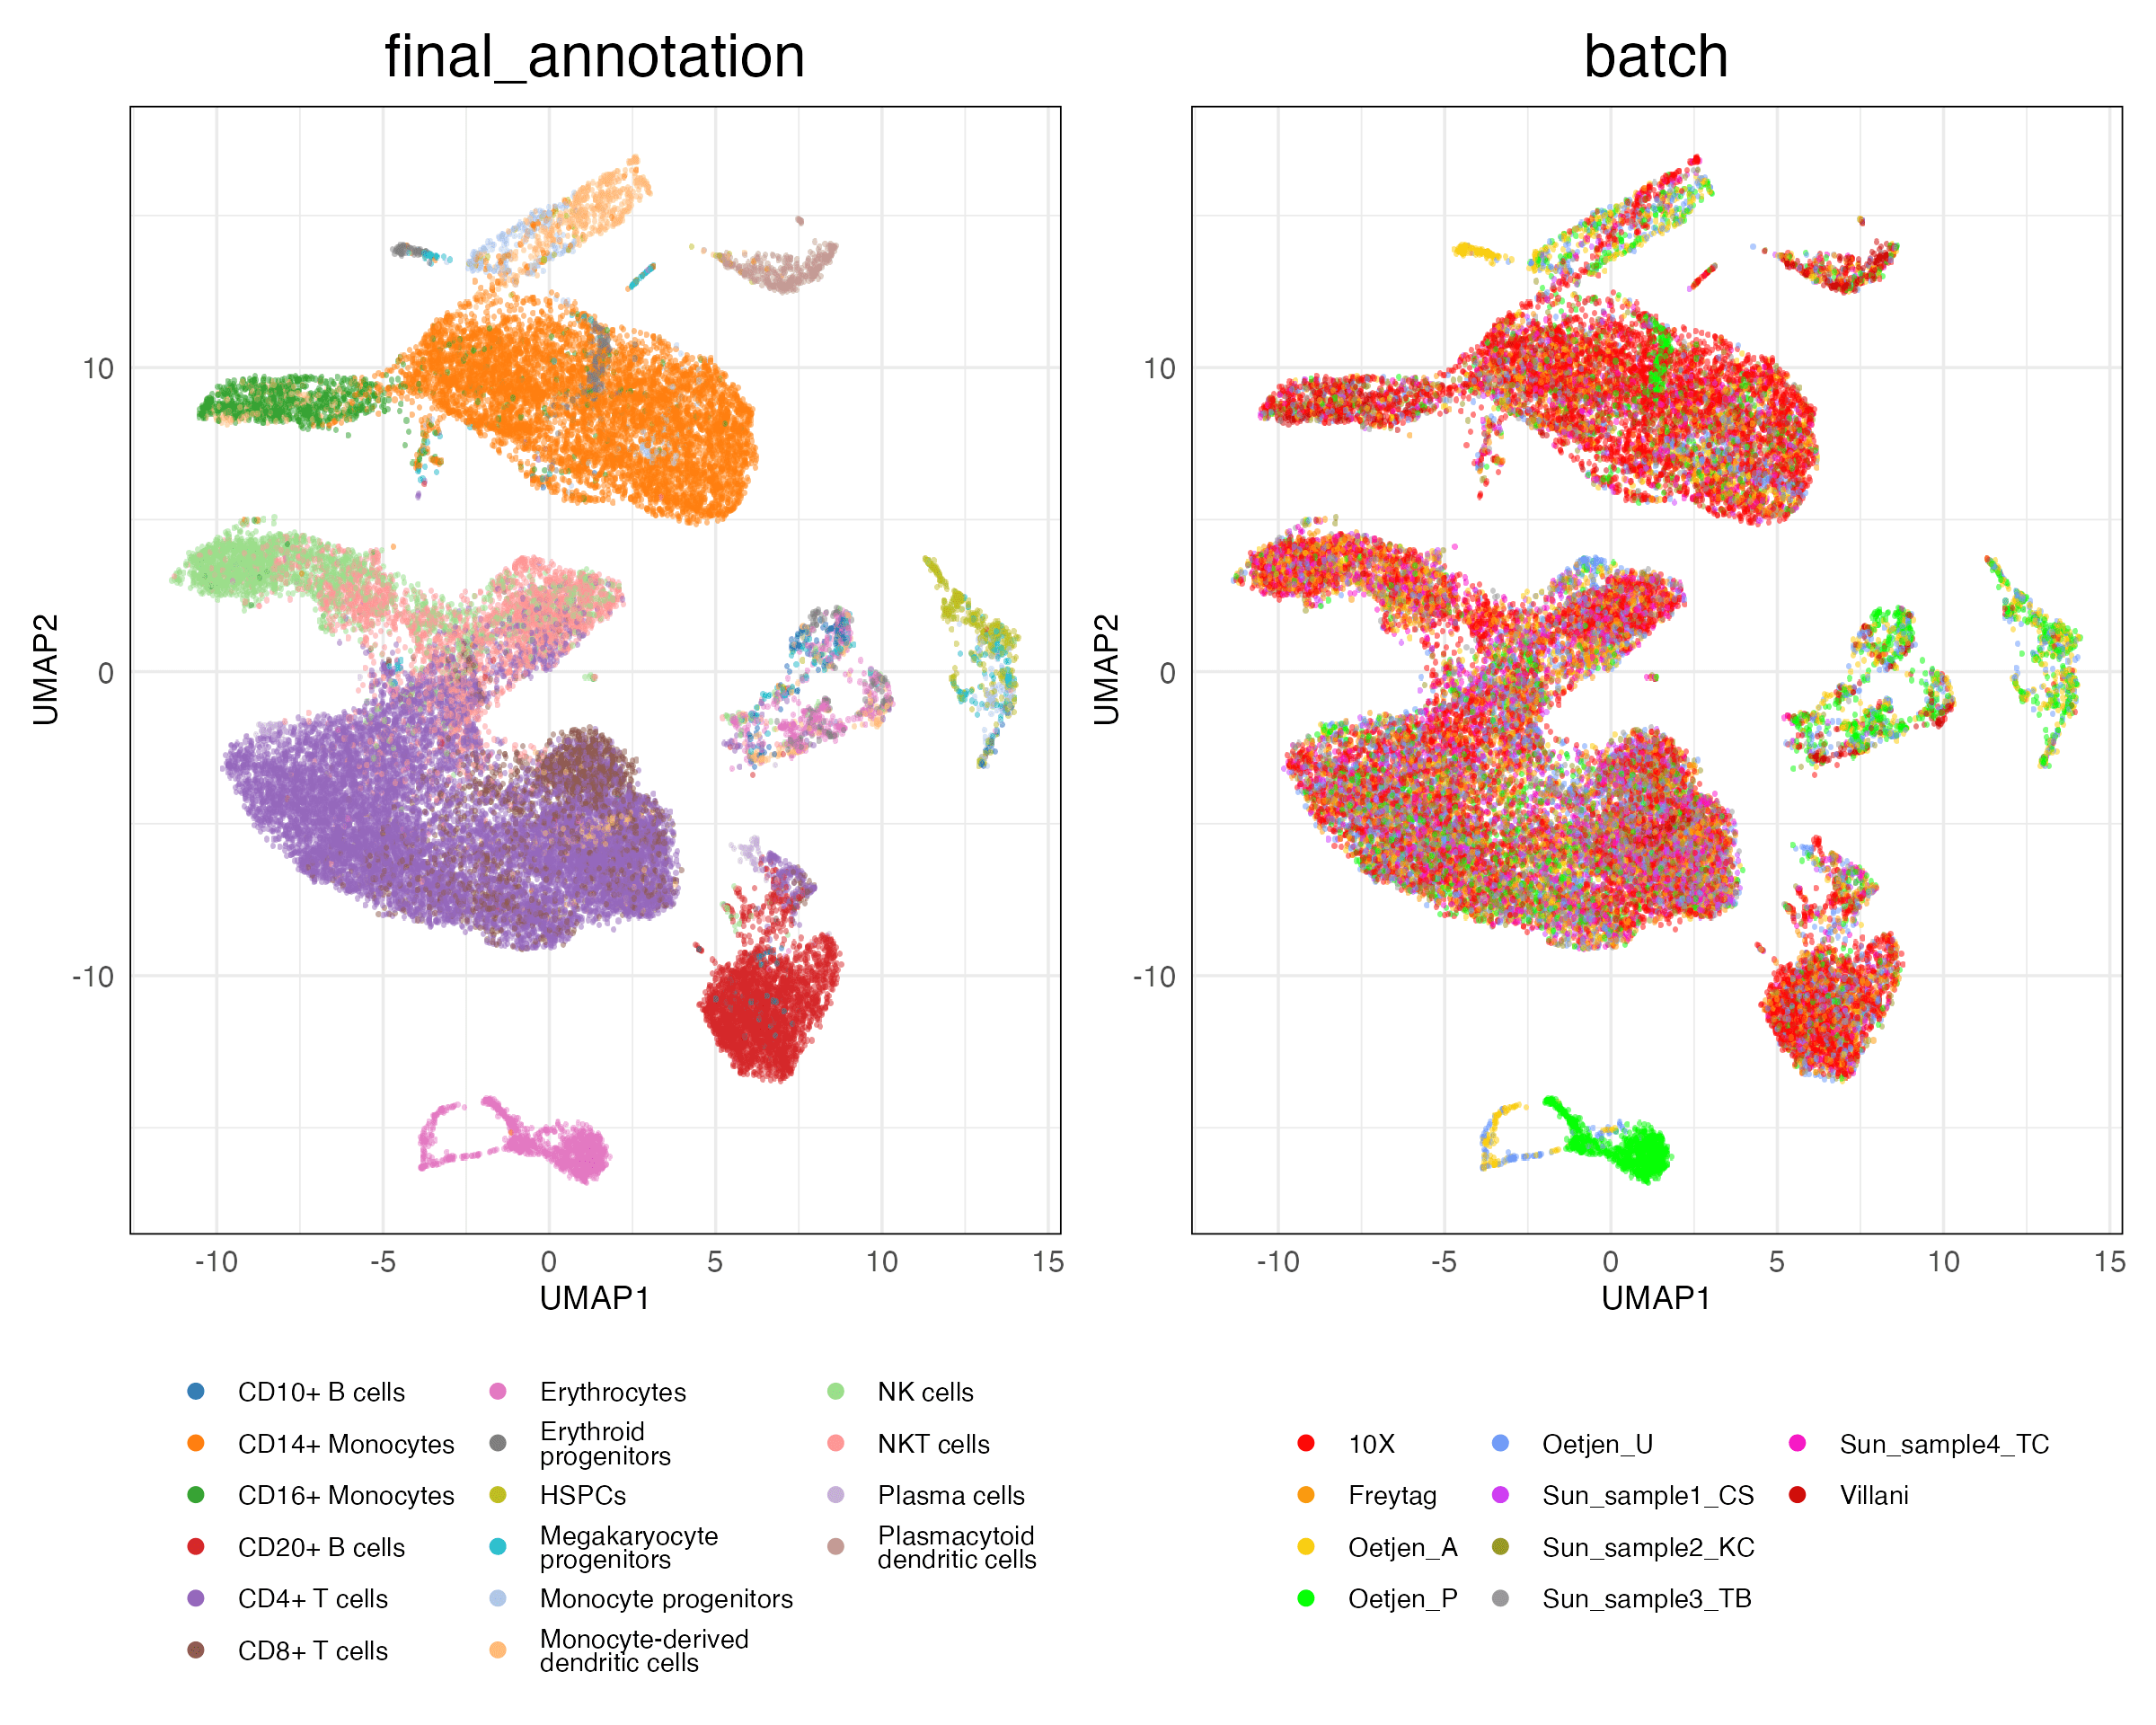 final_annotation
batch
10
0
-10
UMAP2
-10 -5 0 5 10 15
UMAP1
10
0
-10
UMAP2
-10 -5 0 5 10 15
UMAP1
CD10+ B cells
CD14+ Monocytes
CD16+ Monocytes
CD20+ B cells
CD4+ T cells
CD8+ T cells
Erythrocytes
Erythroid
progenitors
HSPCs
Megakaryocyte
progenitors
Monocyte progenitors
Monocyte-derived
dendritic cells
NK cells
NKT cells
Plasma cells
Plasmacytoid
dendritic cells
10X
Freytag
Oetjen_A
Oetjen_P
Oetjen_U
Sun_sample1_CS
Sun_sample2_KC
Sun_sample3_TB
Sun_sample4_TC
Villani